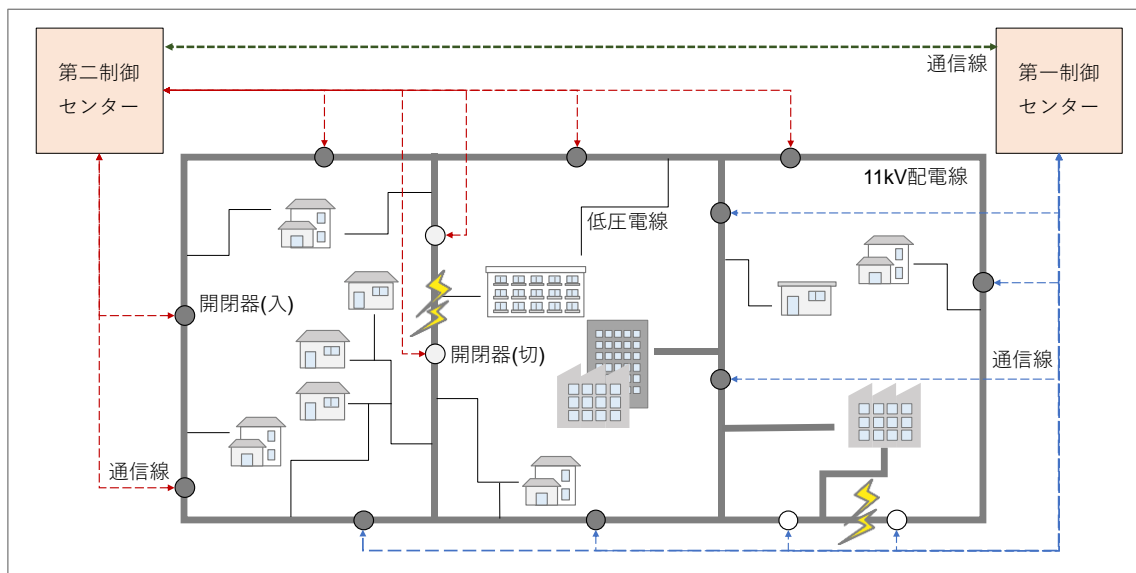 第二制御
センター
通信線
第一制御
センター
11kV配電線
低圧電線
開閉器(入)
開閉器(切)
通信線
通信線